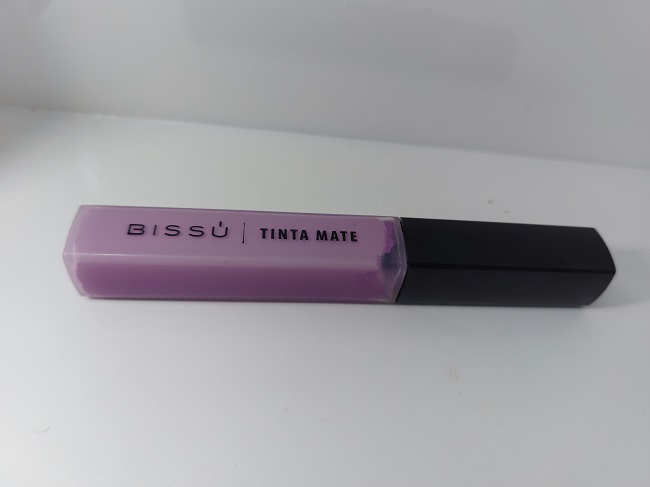 BISSÚ | TINTA MATE